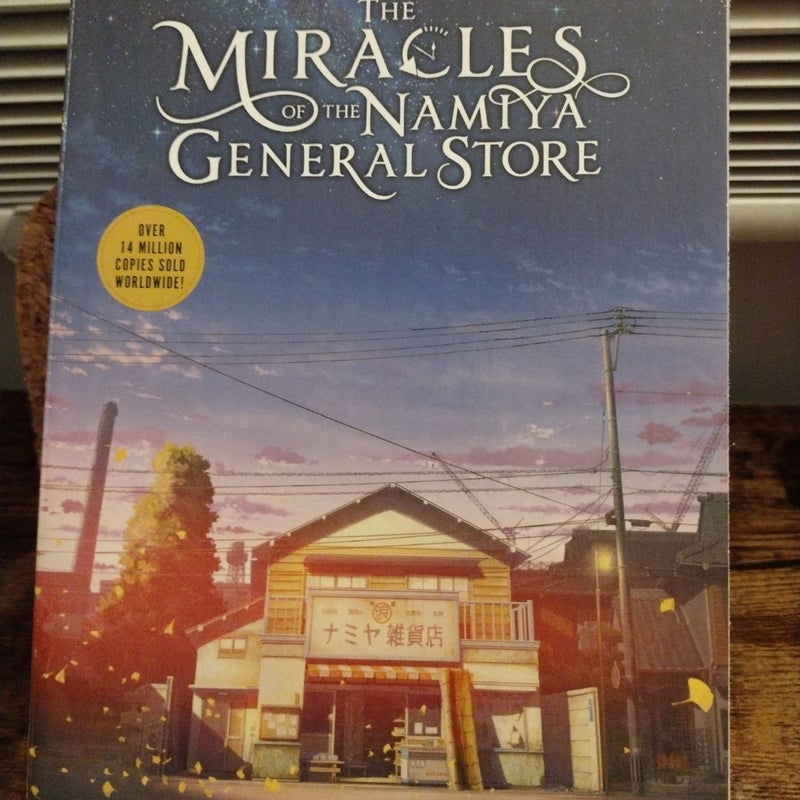 THE
MIRACLES
OF THE NAMIYA
GENERAL STORE
OVER
14 MILLION
COPIES SOLD
WORLDWIDE!
ナミヤ 雑貨店